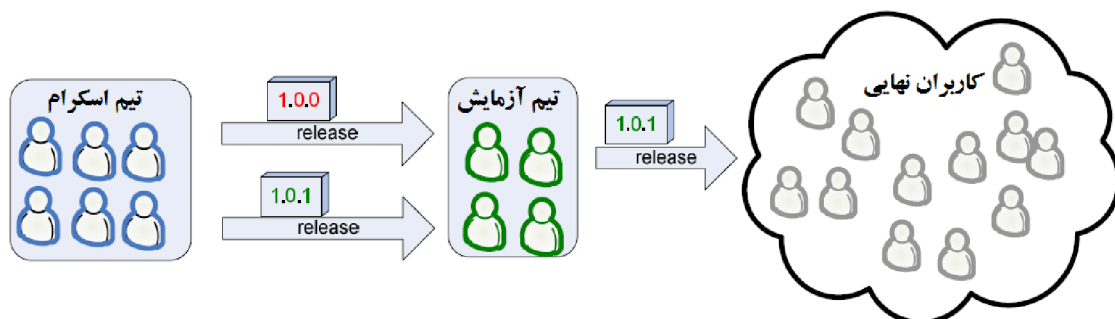 تیم اسکرام
1.0.0
release
1.0.1
release
تیم آزمایش
1.0.1
release
کاربران نهایی